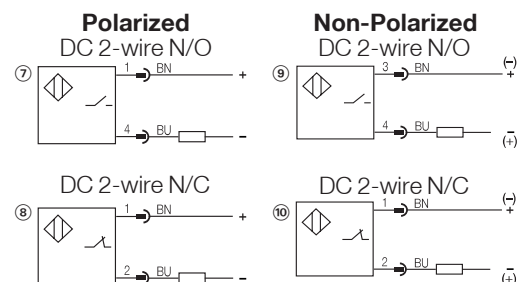 Polarized
DC 2-wire N/O
⑦
1 BN +
4 BU -
Non-Polarized
DC 2-wire N/O
⑨
3 BN (–)
+
4 BU –
(+)
DC 2-wire N/C
⑧
1 BN +
2 BU -
DC 2-wire N/C
⑩
1 BN (–)
+
2 BU –
(+)